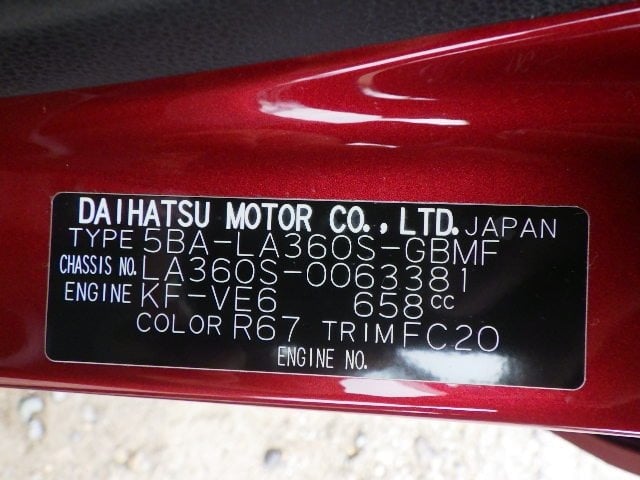 DAIHATSU MOTOR CO., LTD. JAPAN
TYPE 5BA-LA360S-GBMF
CHASSIS NO. LA360S-0063381
ENGINE KF-VE6 658cc
COLOR R67 TRIM FC20
ENGINE NO.